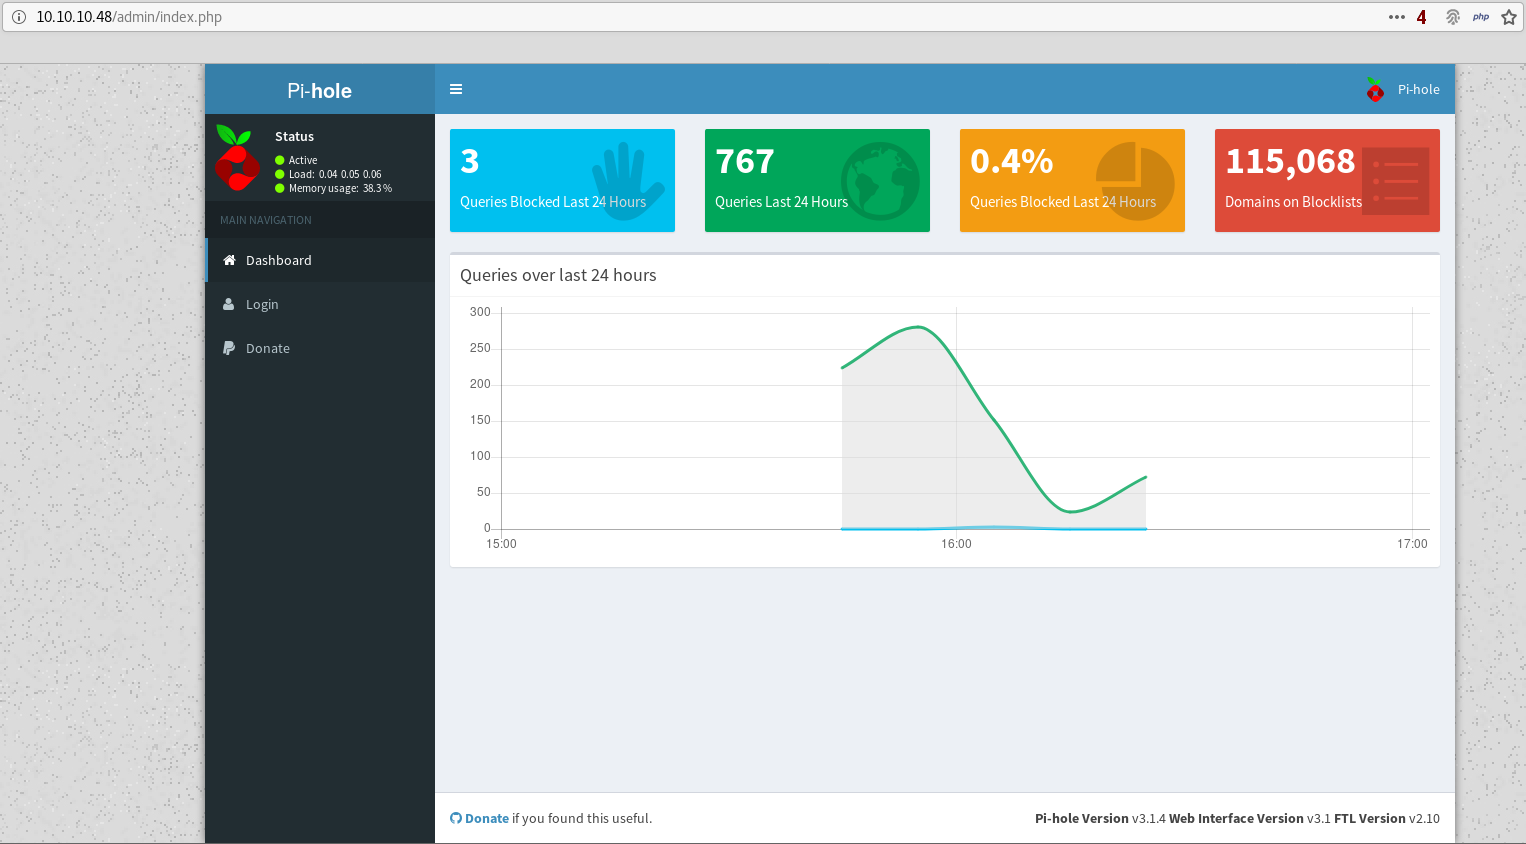 10.10.10.48/admin/index.php
4
php
Pi-hole
Pi-hole
Status
Active
Load: 0.04 0.05 0.06
Memory usage: 38.3 %
MAIN NAVIGATION
Dashboard
Login
Donate
3
Queries Blocked Last 24 Hours
767
Queries Last 24 Hours
0.4%
Queries Blocked Last 24 Hours
115,068
Domains on Blocklists
Queries over last 24 hours
300
250
200
150
100
50
0
15:00 16:00 17:00
Donate if you found this useful.
Pi-hole Version v3.1.4 Web Interface Version v3.1 FTL Version v2.10